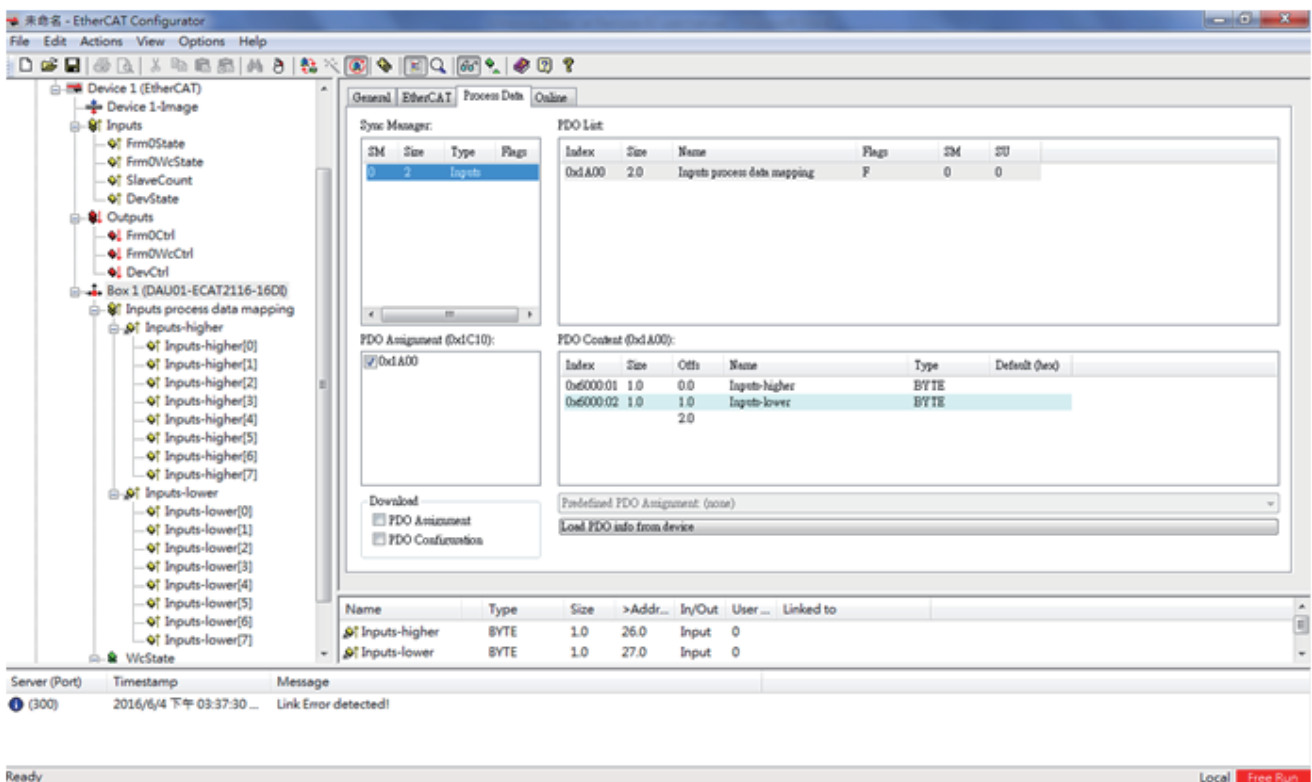 未命名 - EtherCAT Configurator
File Edit Actions View Options Help
Device 1 (EtherCAT)
Device 1-Image
Inputs
Frm0State
Frm0WcState
SlaveCount
DevState
Outputs
Frm0Ctrl
Frm0WcCtrl
DevCtrl
Box 1 (DAU01-ECAT2116-16DI)
Inputs process data mapping
Inputs-higher
Inputs-higher[0]
Inputs-higher[1]
Inputs-higher[2]
Inputs-higher[3]
Inputs-higher[4]
Inputs-higher[5]
Inputs-higher[6]
Inputs-higher[7]
Inputs-lower
Inputs-lower[0]
Inputs-lower[1]
Inputs-lower[2]
Inputs-lower[3]
Inputs-lower[4]
Inputs-lower[5]
Inputs-lower[6]
Inputs-lower[7]
WcState
General EtherCAT Process Data Online
Sync Manager:
SM Size Type Flags
0 2 Inputs
PDO List:
Index Size Name Flags SM SU
0x1A00 2.0 Inputs process data mapping F 0 0
PDO Assignment (0x1C10):
0x1A00
PDO Content (0x1A00):
Index Size Offs Name Type Default (hex)
0x6000:01 1.0 0.0 Inputs-higher BYTE
0x6000:02 1.0 1.0 Inputs-lower BYTE
2.0
Download
PDO Assignment
PDO Configuration
Predefined PDO Assignment: (none)
Load PDO info from device
Name Type Size >Addr... In/Out User ... Linked to
Inputs-higher BYTE 1.0 26.0 Input 0
Inputs-lower BYTE 1.0 27.0 Input 0
Server (Port) Timestamp Message
(300) 2016/6/4 下午 03:37:30 ... Link Error detected!
Ready Local Free Run